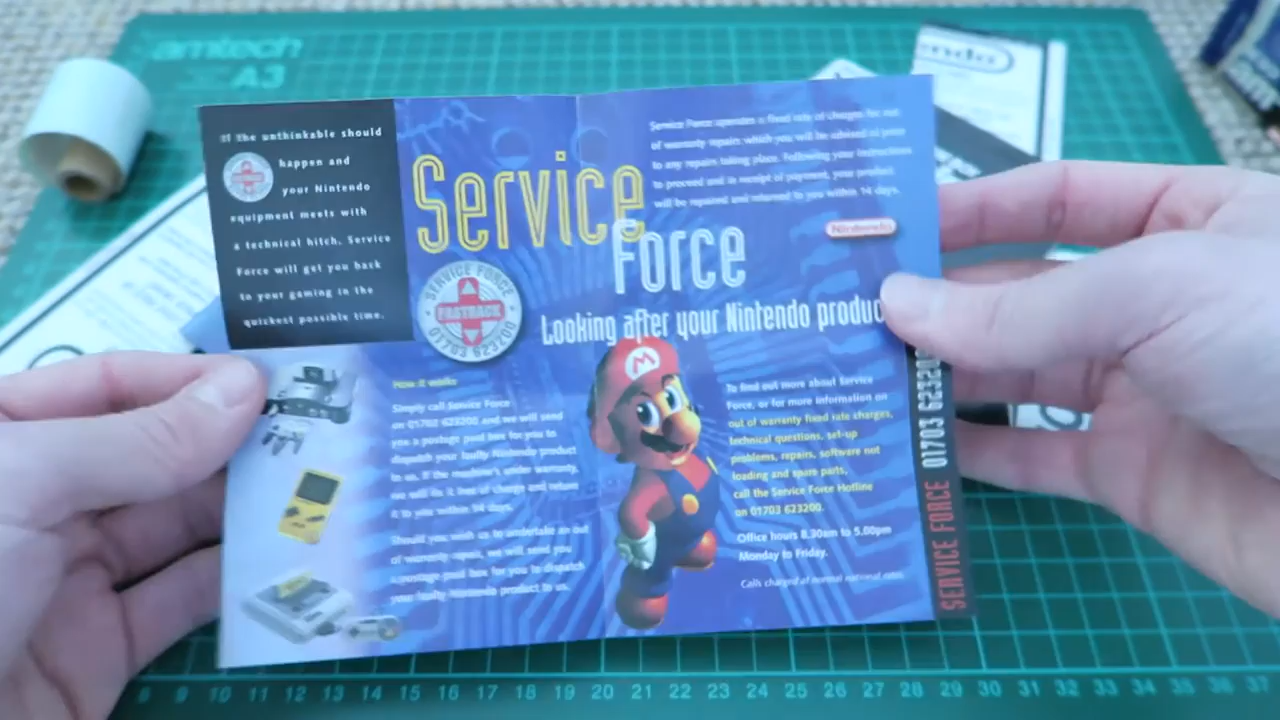 amtech
A3
If the unthinkable should
happen and
your Nintendo
equipment meets with
a technical hitch, Service
Force will get you back
to your gaming in the
quickest possible time.
Service
Force
Looking after your Nintendo produc
SERVICE FORCE
FASTRACK
01703 623200
Service Force operates a fixed rate of charges for out
of warranty repairs which you will be advised of prior
to any repairs taking place. Following your instructions
to proceed and in receipt of payment, your product
will be repaired and returned to you within 14 days.
Nintendo
How it works
Simply call Service Force
on 01703 623200 and we will send
you a postage paid box for you to
dispatch your faulty Nintendo product
to us. If the machine's under warranty,
we will fix it free of charge and return
it to you within 14 days.
Should you wish us to undertake an out
of warranty repair, we will send you
a postage paid box for you to dispatch
your faulty Nintendo product to us.
M
To find out more about Service
Force, or for more information on
out of warranty fixed rate charges,
technical questions, set-up
problems, repairs, software not
loading and spare parts,
call the Service Force Hotline
on 01703 623200.
Office hours 8.30am to 5.00pm
Monday to Friday.
Calls charged at normal national rates.
SERVICE FORCE 01703 62320
endo
8 9 10 11 12 13 14 15 16 17 18 19 20 21 22 23 24 25 26 27 28 29 30 31 32 33 34 35 36 37